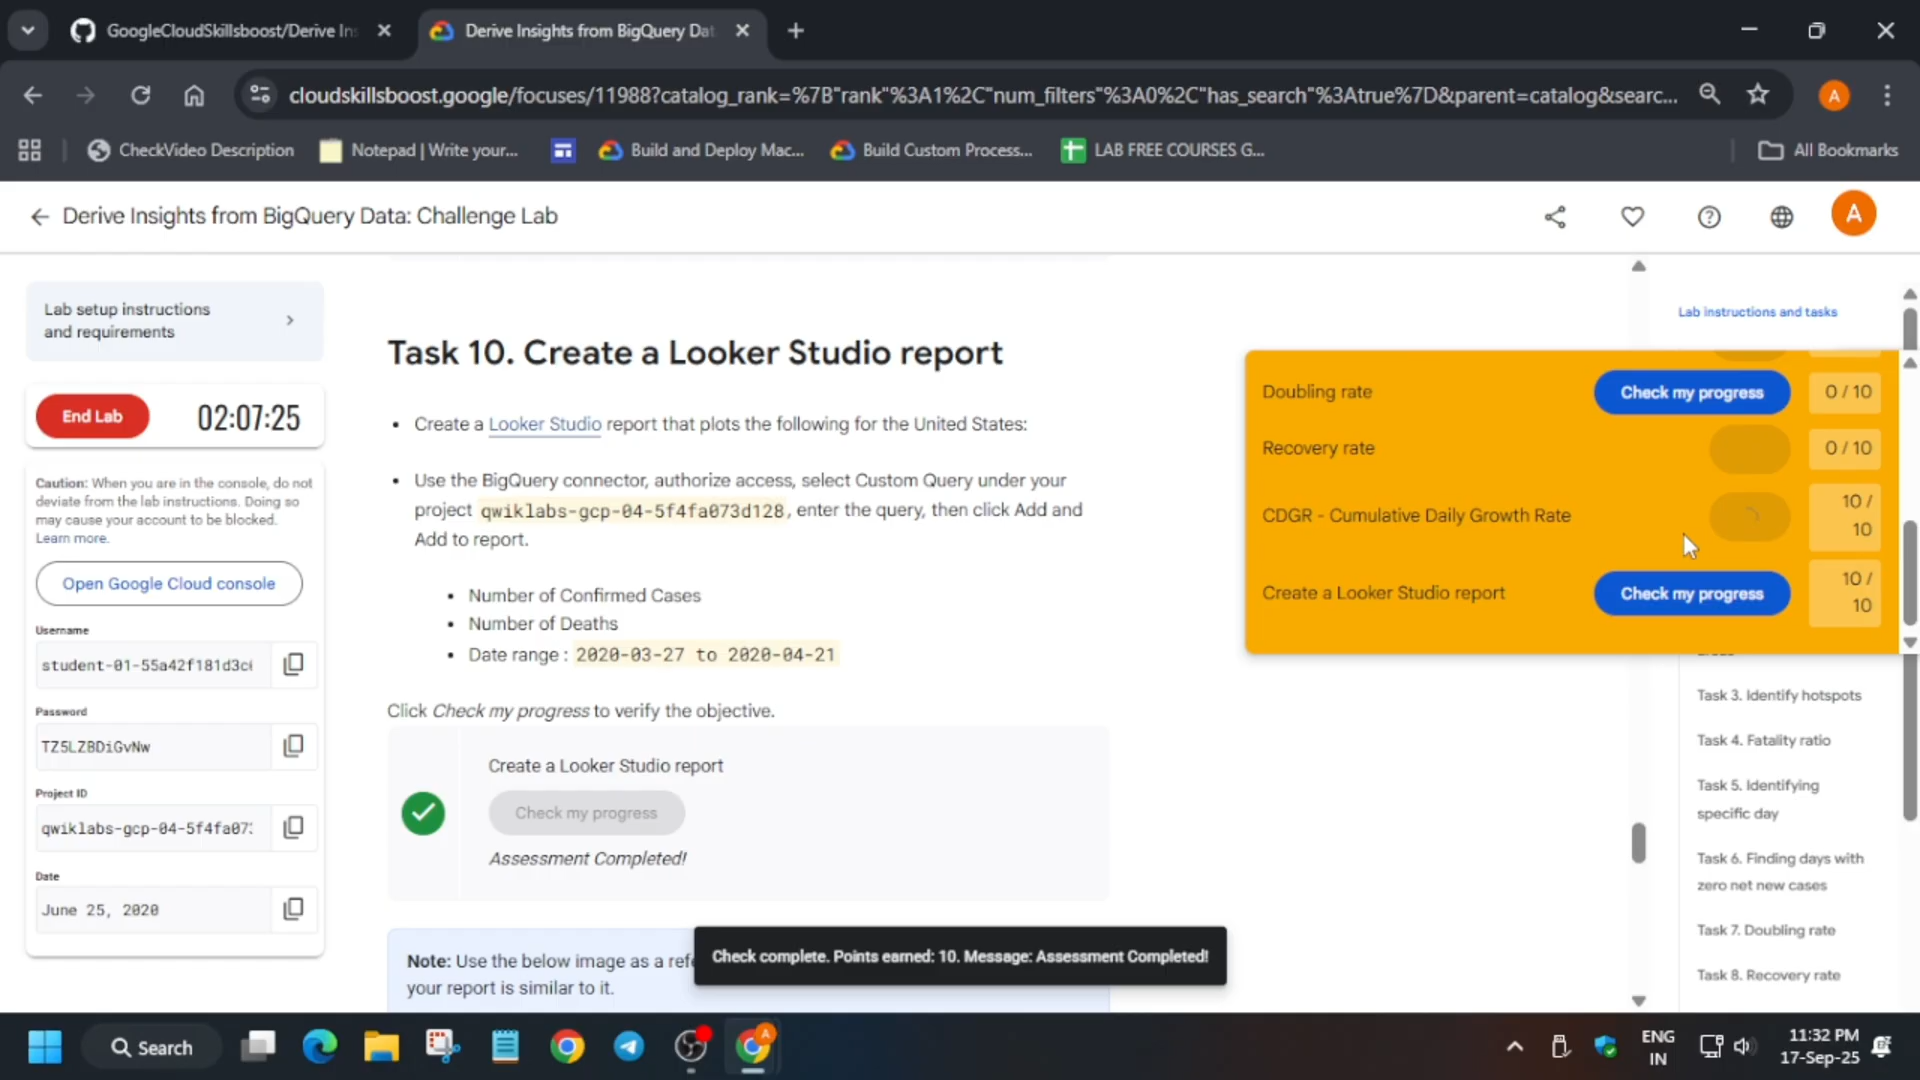 GoogleCloudSkillsboost/Derive In
Derive Insights from BigQuery Dat
cloudskillsboost.google/focuses/11988?catalog_rank=%7B"rank"%3A1%2C"num_filters"%3A0%2C"has_search"%3Atrue%7D&parent=catalog&searc...
A
CheckVideo Description
Notepad | Write your...
Build and Deploy Mac...
Build Custom Process...
LAB FREE COURSES G...
All Bookmarks
Derive Insights from BigQuery Data: Challenge Lab
A
Lab setup instructions
and requirements
End Lab
02:07:25
Caution: When you are in the console, do not
deviate from the lab instructions. Doing so
may cause your account to be blocked.
Learn more.
Open Google Cloud console
Username
student-01-55a42f181d3c
Password
TZ5LZBDiGvNw
Project ID
qwiklabs-gcp-04-5f4fa07
Date
June 25, 2020
Task 10. Create a Looker Studio report
• Create a Looker Studio report that plots the following for the United States:
• Use the BigQuery connector, authorize access, select Custom Query under your
project qwiklabs-gcp-04-5f4fa073d128, enter the query, then click Add and
Add to report.
• Number of Confirmed Cases
• Number of Deaths
• Date range : 2020-03-27 to 2020-04-21
Click Check my progress to verify the objective.
Create a Looker Studio report
Check my progress
Assessment Completed!
Note: Use the below image as a
your report is similar to it.
Check complete. Points earned: 10. Message: Assessment Completed!
Lab instructions and tasks
Doubling rate
Check my progress
0 / 10
Recovery rate
0 / 10
CDGR - Cumulative Daily Growth Rate
10 /
10
Create a Looker Studio report
Check my progress
10 /
10
Task 3. Identify hotspots
Task 4. Fatality ratio
Task 5. Identifying
specific day
Task 6. Finding days with
zero net new cases
Task 7. Doubling rate
Task 8. Recovery rate
Search
A
ENG
IN
11:32 PM
17-Sep-25